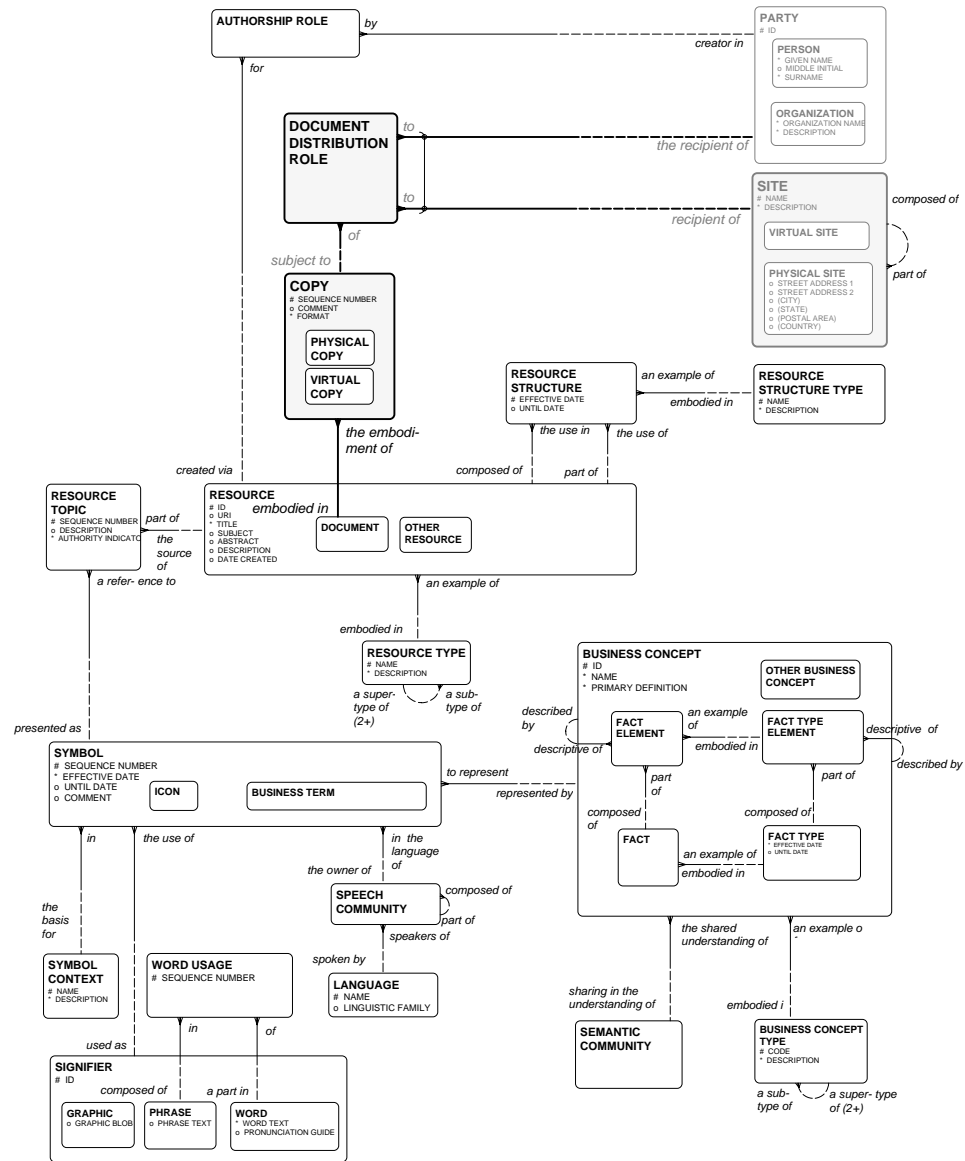 AUTHORSHIP ROLE
by
creator in
for
PARTY
# ID
PERSON
* GIVEN NAME
o MIDDLE INITIAL
* SURNAME
ORGANIZATION
* ORGANIZATION NAME
* DESCRIPTION
DOCUMENT
DISTRIBUTION
ROLE
to
the recipient of
to
recipient of
of
subject to
SITE
# NAME
* DESCRIPTION
VIRTUAL SITE
PHYSICAL SITE
o STREET ADDRESS 1
o STREET ADDRESS 2
o (CITY)
o (STATE)
o (POSTAL AREA)
o (COUNTRY)
composed of
part of
COPY
# SEQUENCE NUMBER
o COMMENT
* FORMAT
PHYSICAL
COPY
VIRTUAL
COPY
the embodi-
ment of
embodied in
RESOURCE
STRUCTURE
# EFFECTIVE DATE
o UNTIL DATE
an example of
embodied in
RESOURCE
STRUCTURE TYPE
# NAME
* DESCRIPTION
the use in
the use of
composed of
part of
created via
RESOURCE
TOPIC
# SEQUENCE NUMBER
o DESCRIPTION
* AUTHORITY INDICATO
part of
the
source
of
a refer- ence to
RESOURCE
# ID
o URI
* TITLE
o SUBJECT
o ABSTRACT
o DESCRIPTION
o DATE CREATED
DOCUMENT
OTHER
RESOURCE
an example of
embodied in
RESOURCE TYPE
# NAME
* DESCRIPTION
a super-
type of
(2+)
a sub-
type of
presented as
BUSINESS CONCEPT
# ID
* NAME
* PRIMARY DEFINITION
OTHER BUSINESS
CONCEPT
described
by
descriptive of
FACT
ELEMENT
an example
of
embodied in
FACT TYPE
ELEMENT
descriptive of
described by
part
of
composed
of
part of
composed of
FACT
an example of
embodied in
FACT TYPE
* EFFECTIVE DATE
o UNTIL DATE
SYMBOL
# SEQUENCE NUMBER
* EFFECTIVE DATE
o UNTIL DATE
o COMMENT
ICON
BUSINESS TERM
to represent
represented by
in
the use of
in the
language
of
the owner of
SPEECH
COMMUNITY
composed of
part of
speakers of
spoken by
LANGUAGE
# NAME
o LINGUISTIC FAMILY
the
basis
for
SYMBOL
CONTEXT
# NAME
* DESCRIPTION
WORD USAGE
# SEQUENCE NUMBER
in
of
used as
composed of
a part in
SIGNIFIER
# ID
GRAPHIC
o GRAPHIC BLOB
PHRASE
o PHRASE TEXT
WORD
* WORD TEXT
o PRONUNCIATION GUIDE
the shared
understanding of
sharing in the
understanding of
SEMANTIC
COMMUNITY
an example o
embodied i
BUSINESS CONCEPT
TYPE
# CODE
* DESCRIPTION
a sub-
type of
a super- type
of (2+)